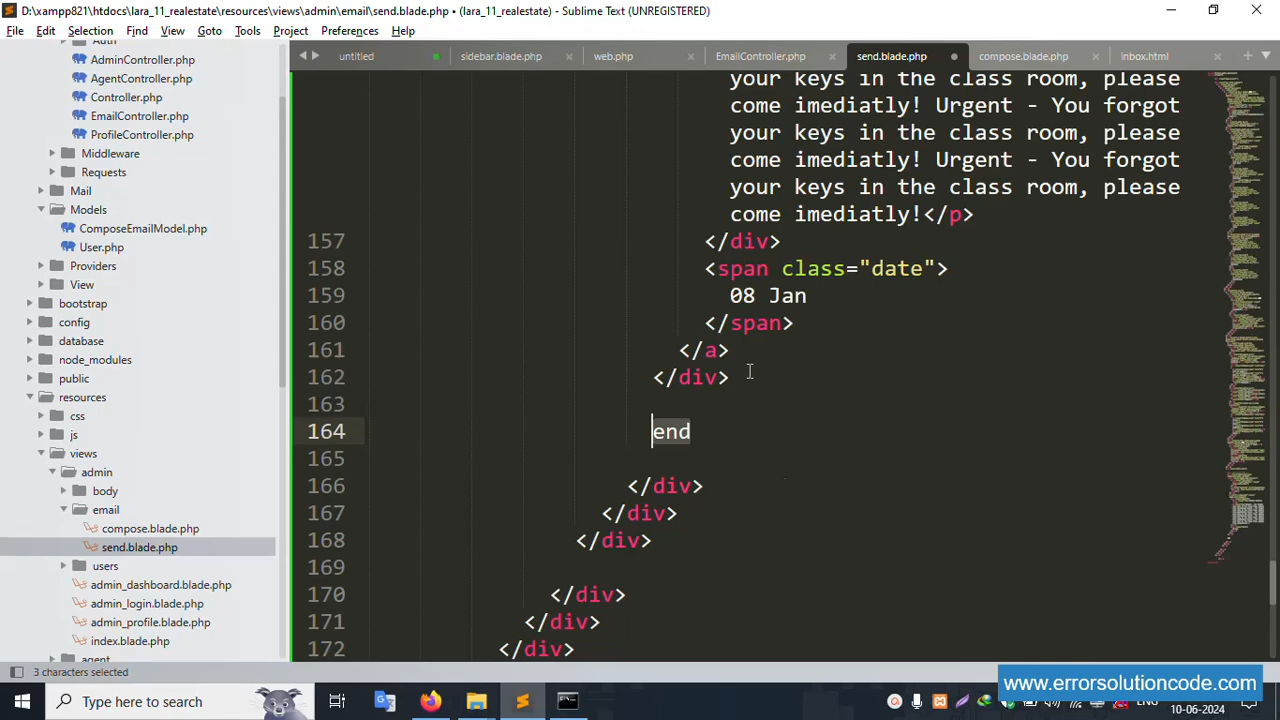 D:\xampp821\htdocs\lara_11_realestate\resources\views\admin\email\send.blade.php • (lara_11_realestate) - Sublime Text (UNREGISTERED)
File Edit Selection Find View Goto Tools Project Preferences Help
untitled sidebar.blade.php × web.php × EmailController.php × send.blade.php compose.blade.php × inbox.html ×
AdminController.php
AgentController.php
Controller.php
EmailController.php
ProfileController.php
Middleware
Requests
Mail
Models
ComposeEmailModel.php
User.php
Providers
View
bootstrap
config
database
node_modules
public
resources
css
js
views
admin
body
email
compose.blade.php
send.blade.php
users
admin_dashboard.blade.php
admin_login.blade.php
admin_profile.blade.php
index.blade.php
agent
your keys in the class room, please
come imediatly! Urgent - You forgot
your keys in the class room, please
come imediatly! Urgent - You forgot
your keys in the class room, please
come imediatly!</p>
157 </div>
158 <span class="date">
159 08 Jan
160 </span>
161 </a>
162 </div>
163
164 end
165
166 </div>
167 </div>
168 </div>
169
170 </div>
171 </div>
172 </div>
3 characters selected
www.errorsolutioncode.com
Type here to search
ENG
10-06-2024